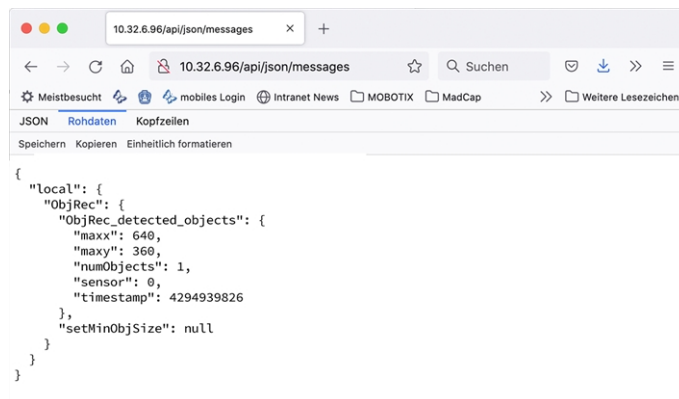 10.32.6.96/api/json/messages
10.32.6.96/api/json/messages
Suchen
Meistbesucht
mobiles Login
Intranet News
MOBOTIX
MadCap
Weitere Lesezeichen
JSON Rohdaten Kopfzeilen
Speichern Kopieren Einheitlich formatieren
{
"local": {
"ObjRec": {
"ObjRec_detected_objects": {
"maxx": 640,
"maxy": 360,
"numObjects": 1,
"sensor": 0,
"timestamp": 4294939826
},
"setMinObjSize": null
}
}
}